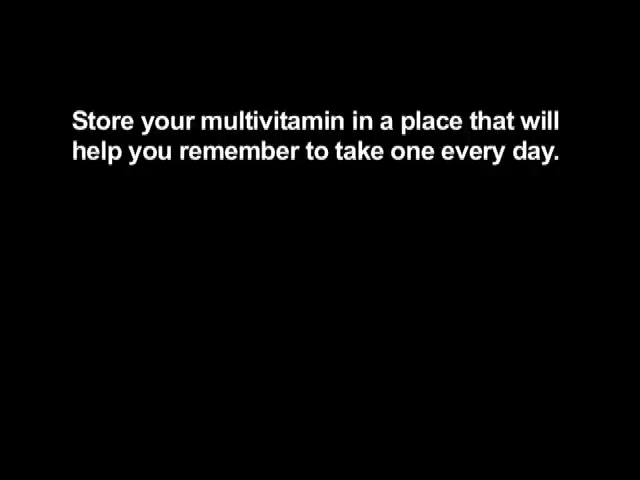 Store your multivitamin in a place that will
help you remember to take one every day.